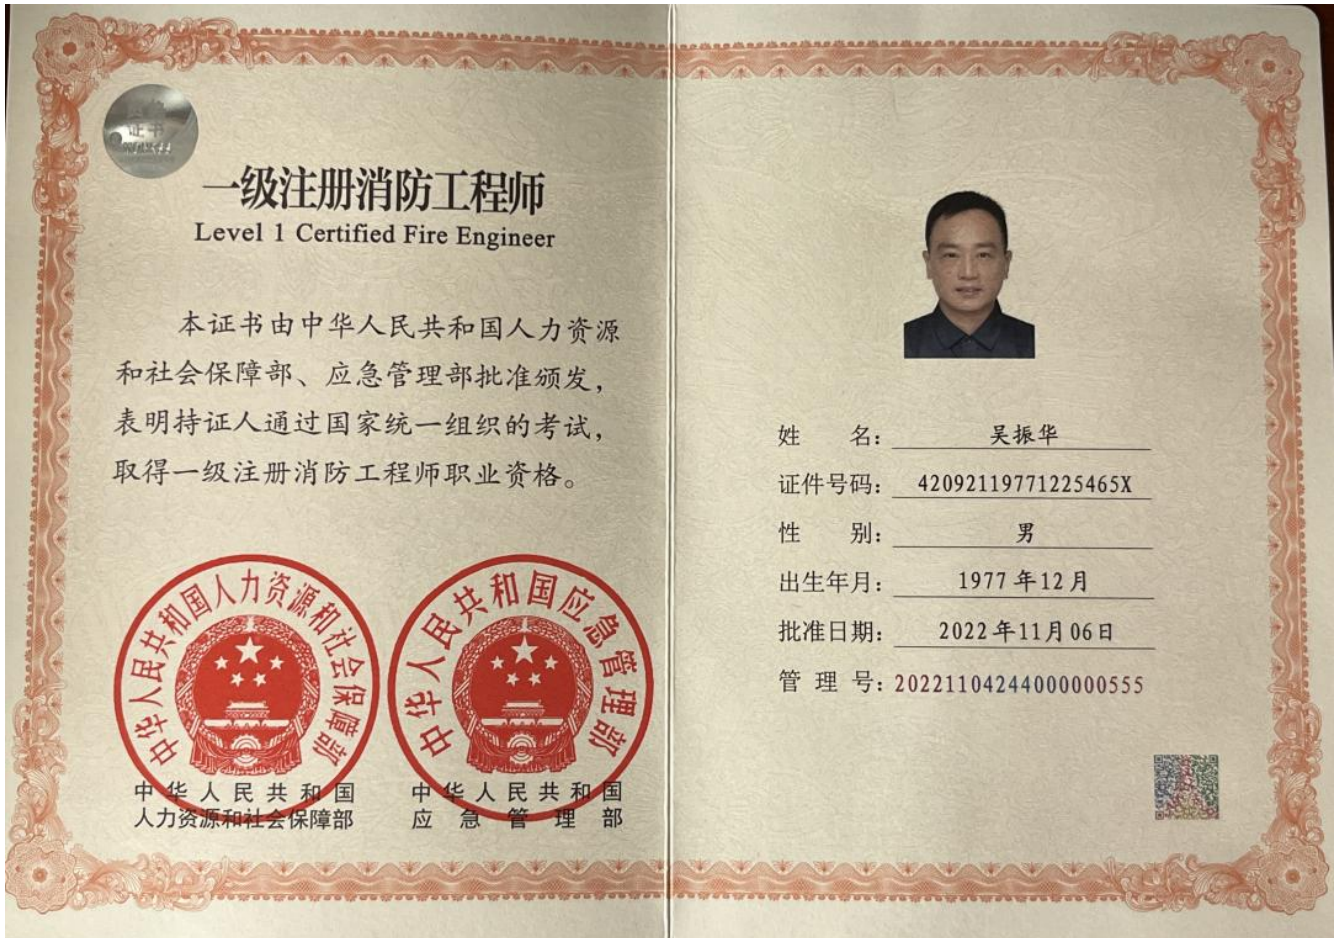 资格
证书
一级注册消防工程师
Level 1 Certified Fire Engineer
本证书由中华人民共和国人力资源
和社会保障部、应急管理部批准颁发，
表明持证人通过国家统一组织的考试，
取得一级注册消防工程师职业资格。
中华人民共和国人力资源和社会保障部
中华人民共和国应急管理部
中华人民共和国
人力资源和社会保障部
中华人民共和国
应急管理部
姓 名：吴振华
证件号码：42092119771225465X
性 别：男
出生年月：1977年12月
批准日期：2022年11月06日
管 理 号：20221104244000000555